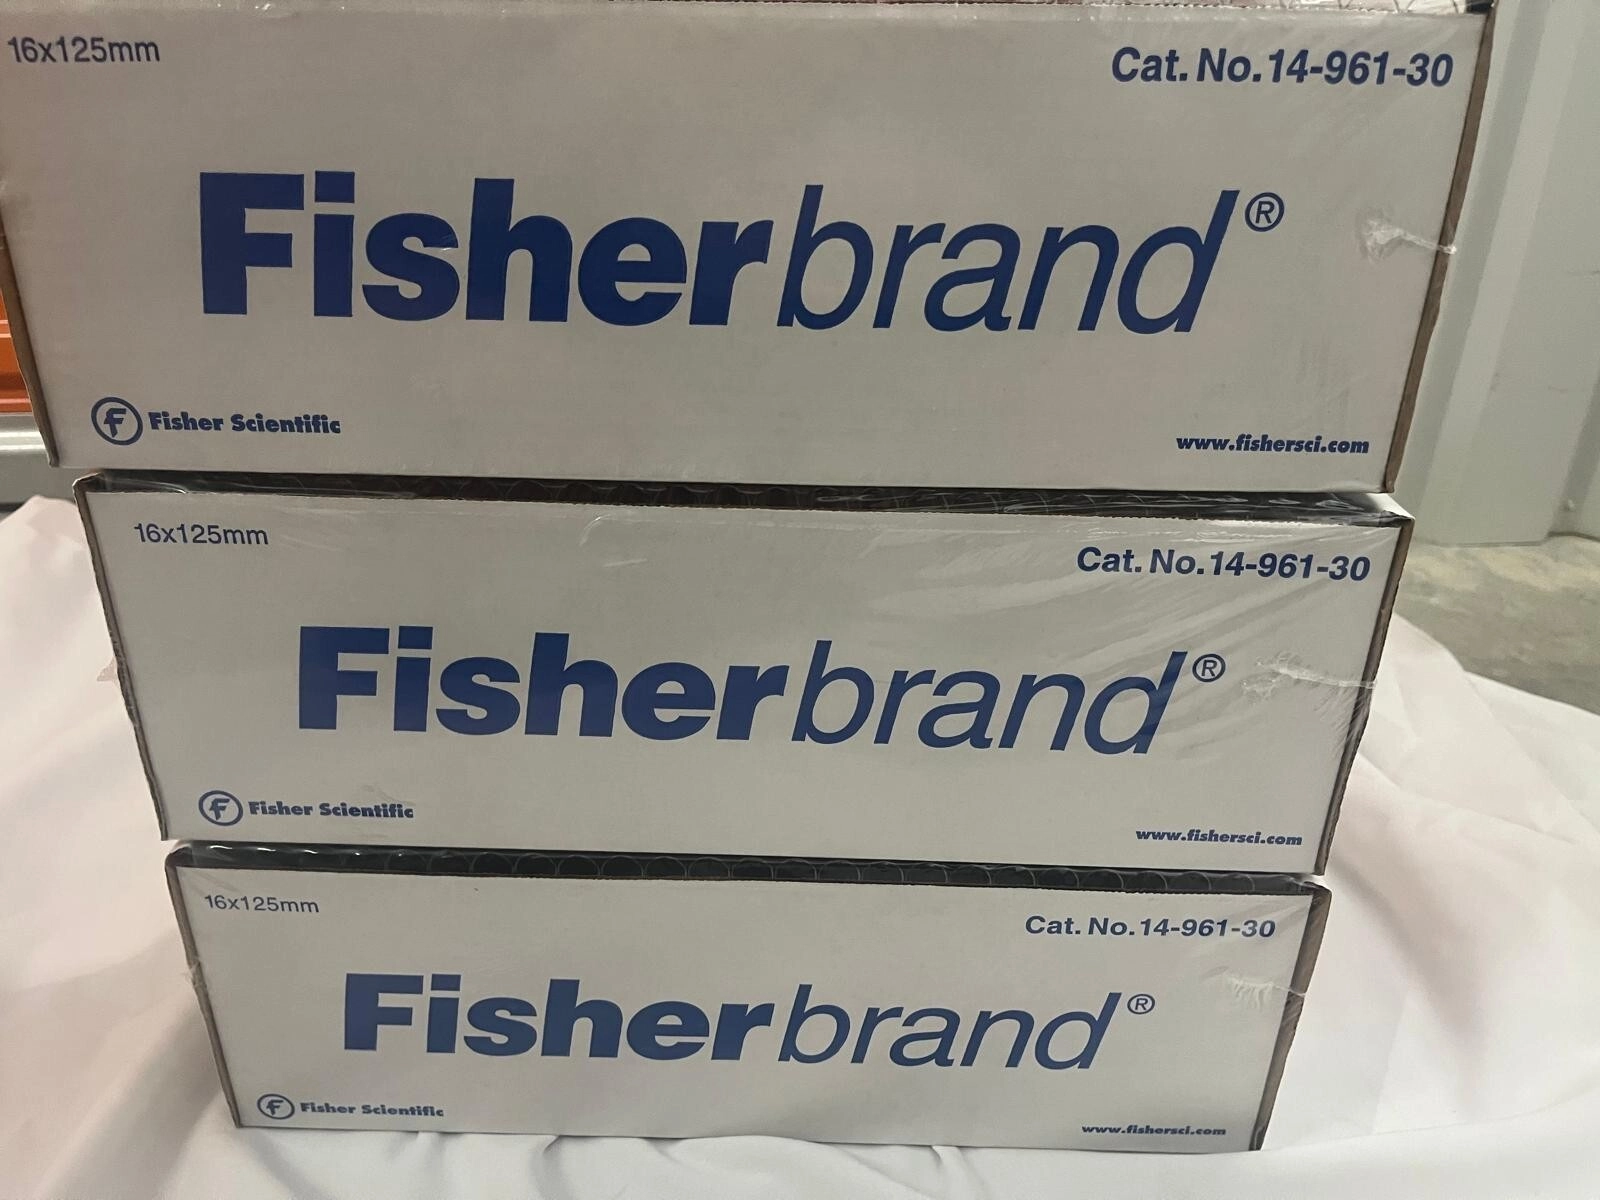 16x125mm
Cat. No. 14-961-30
Fisherbrand®
Fisher Scientific
www.fishersci.com
16x125mm
Cat. No. 14-961-30
Fisherbrand®
Fisher Scientific
www.fishersci.com
16x125mm
Cat. No. 14-961-30
Fisherbrand®
Fisher Scientific
www.fishersci.com